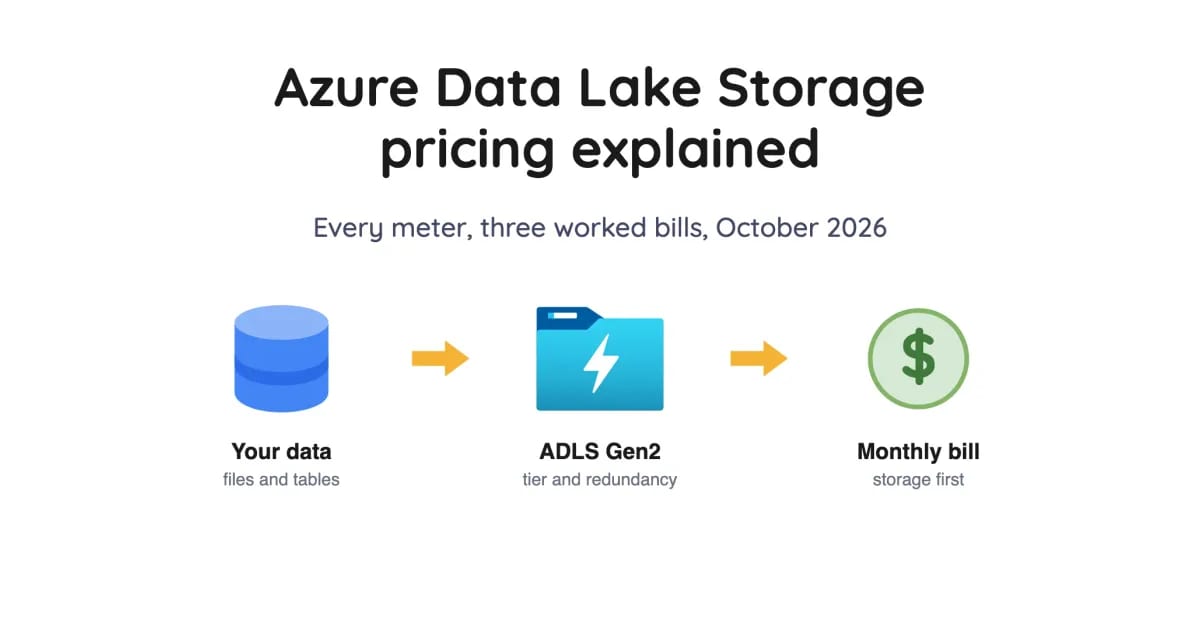 Azure Data Lake Storage
pricing explained
Every meter, three worked bills, October 2026
$
Your data
files and tables
ADLS Gen2
tier and redundancy
Monthly bill
storage first